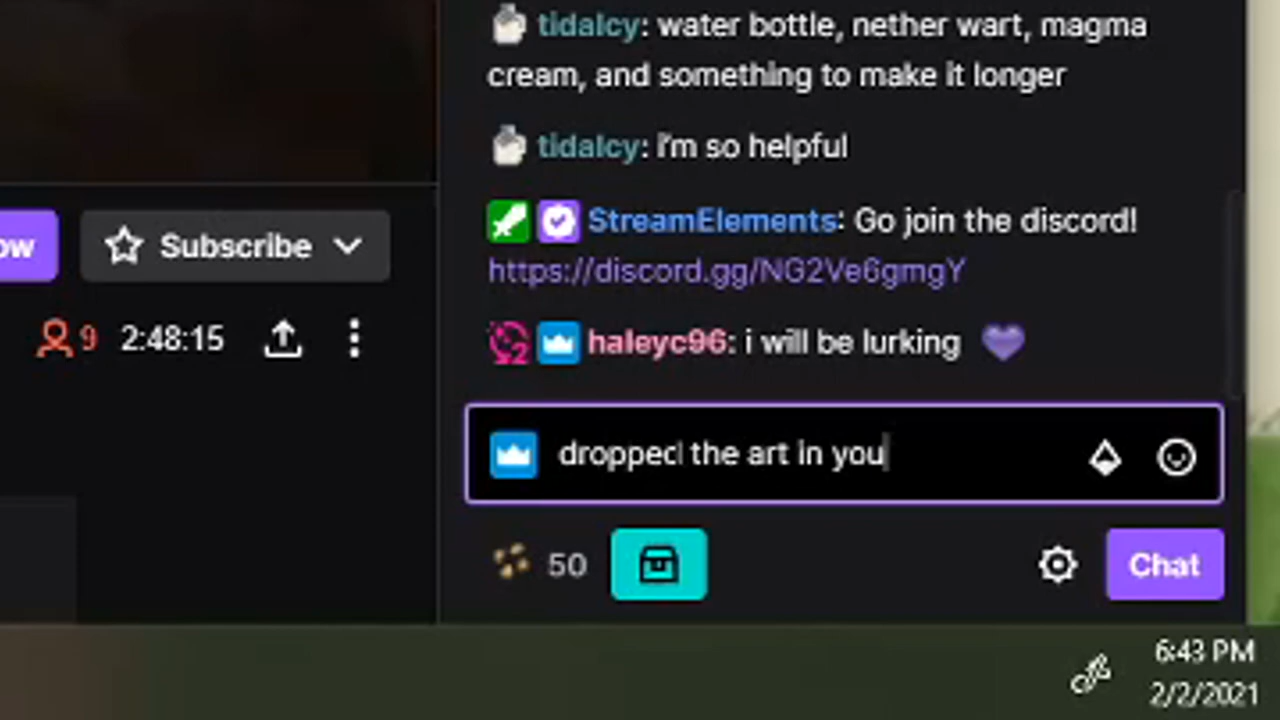 tidalcy: water bottle, nether wart, magma
cream, and something to make it longer
tidalcy: i'm so helpful
StreamElements: Go join the discord!
https://discord.gg/NG2Ve6gmgY
ow
Subscribe
9 2:48:15
2 haleyc96: i will be lurking
dropped the art in you
50
Chat
6:43 PM
2/2/2021